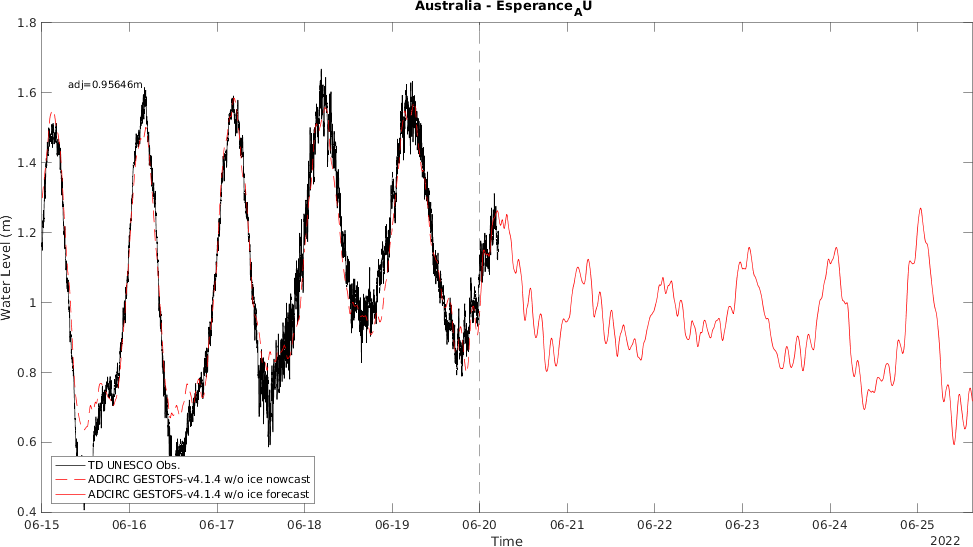 Australia - Esperance_AU
1.8
1.6
1.4
1.2
1
0.8
0.6
0.4
Water Level (m)
adj=0.95646m
TD UNESCO Obs.
ADCIRC GESTOFS-v4.1.4 w/o ice nowcast
ADCIRC GESTOFS-v4.1.4 w/o ice forecast
06-15 06-16 06-17 06-18 06-19 06-20 06-21 06-22 06-23 06-24 06-25
Time
2022